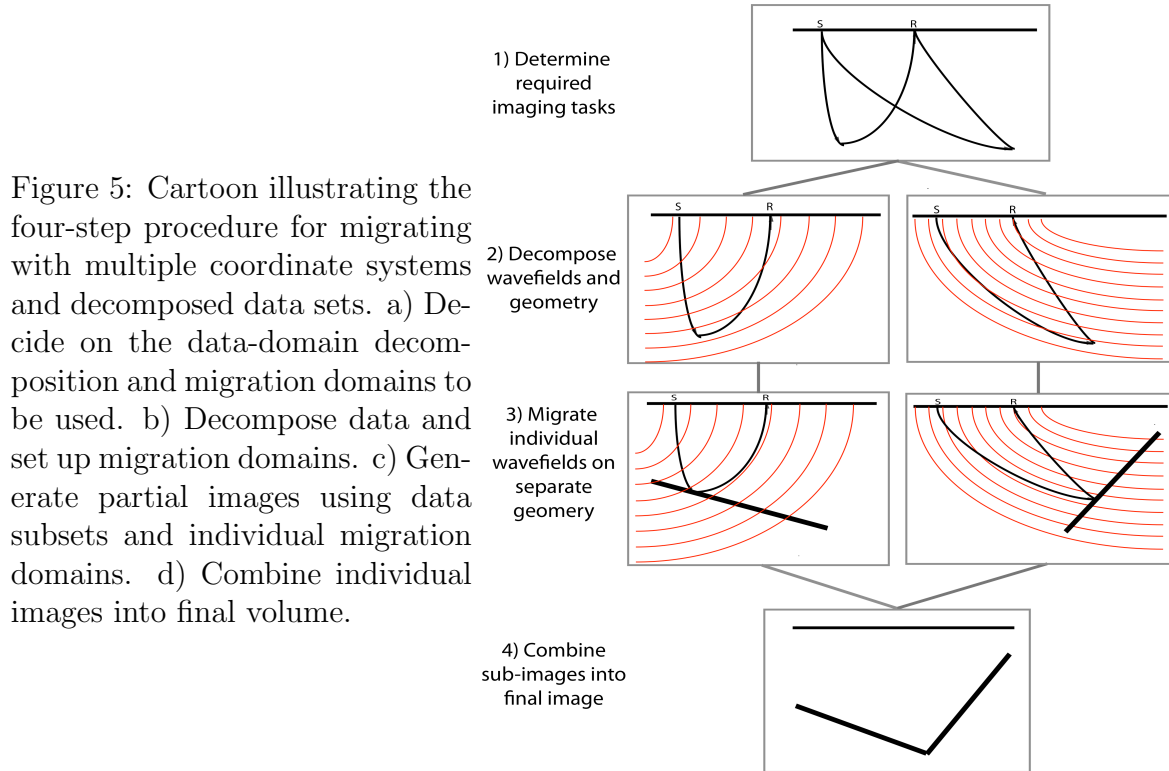 Figure 5: Cartoon illustrating the
four-step procedure for migrating
with multiple coordinate systems
and decomposed data sets. a) De-
cide on the data-domain decom-
position and migration domains to
be used. b) Decompose data and
set up migration domains. c) Gen-
erate partial images using data
subsets and individual migration
domains. d) Combine individual
images into final volume.
1) Determine
required
imaging tasks
S R
2) Decompose
wavefields and
geometry
S R
S R
3) Migrate
individual
wavefields on
separate
geomery
S R
S R
4) Combine
sub-images into
final image